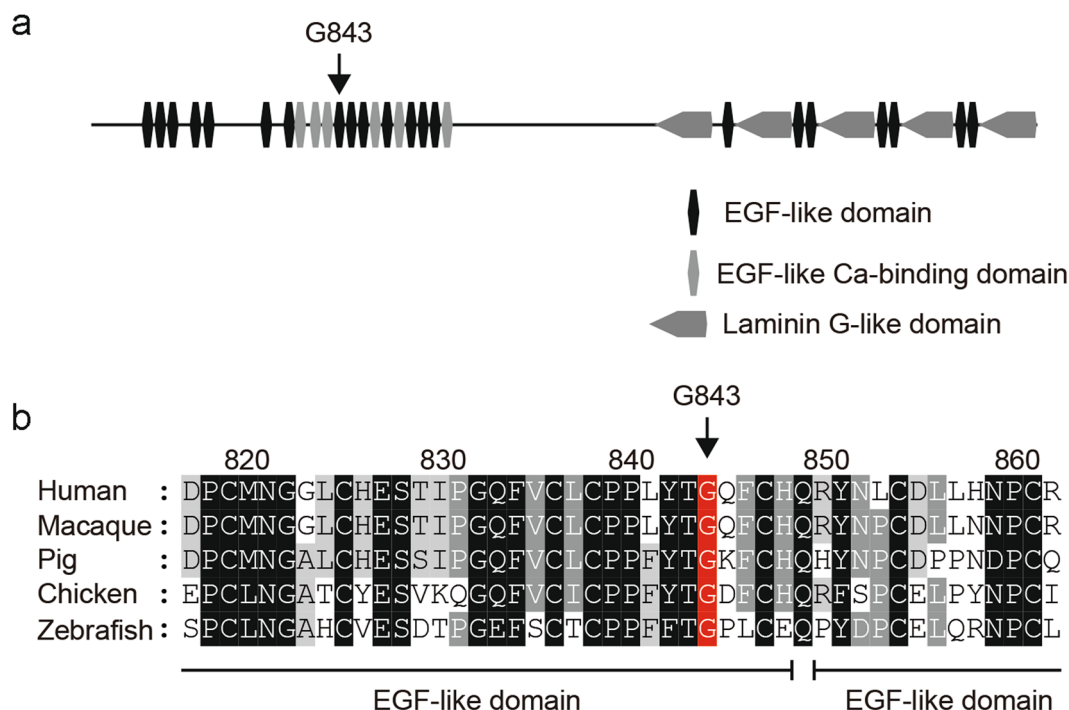 a
G843
EGF-like domain
EGF-like Ca-binding domain
Laminin G-like domain
G843
b
820 830 840 850 860
Human : DPCMNGGLCHESTIPGQFVCLCPPLYTGQFCHQRYNLCDLLHNPCR
Macaque : DPCMNGGLCHESTIPGQFVCLCPPLYTGQFCHQRYNPCDLLNNPCR
Pig : DPCMNGALCHESSIPGQFVCLCPPFYTGKFCHQHYNPCDPPNDPCQ
Chicken : EPCLNGATCYESVKQGQFVCICPPFYTGDFCHQRFSPCELPYNPCI
Zebrafish : SPCLNGAHCVESDTPGEFSCTCPPFFTGPLCEQPYDPCELQRNPCL
EGF-like domain EGF-like domain